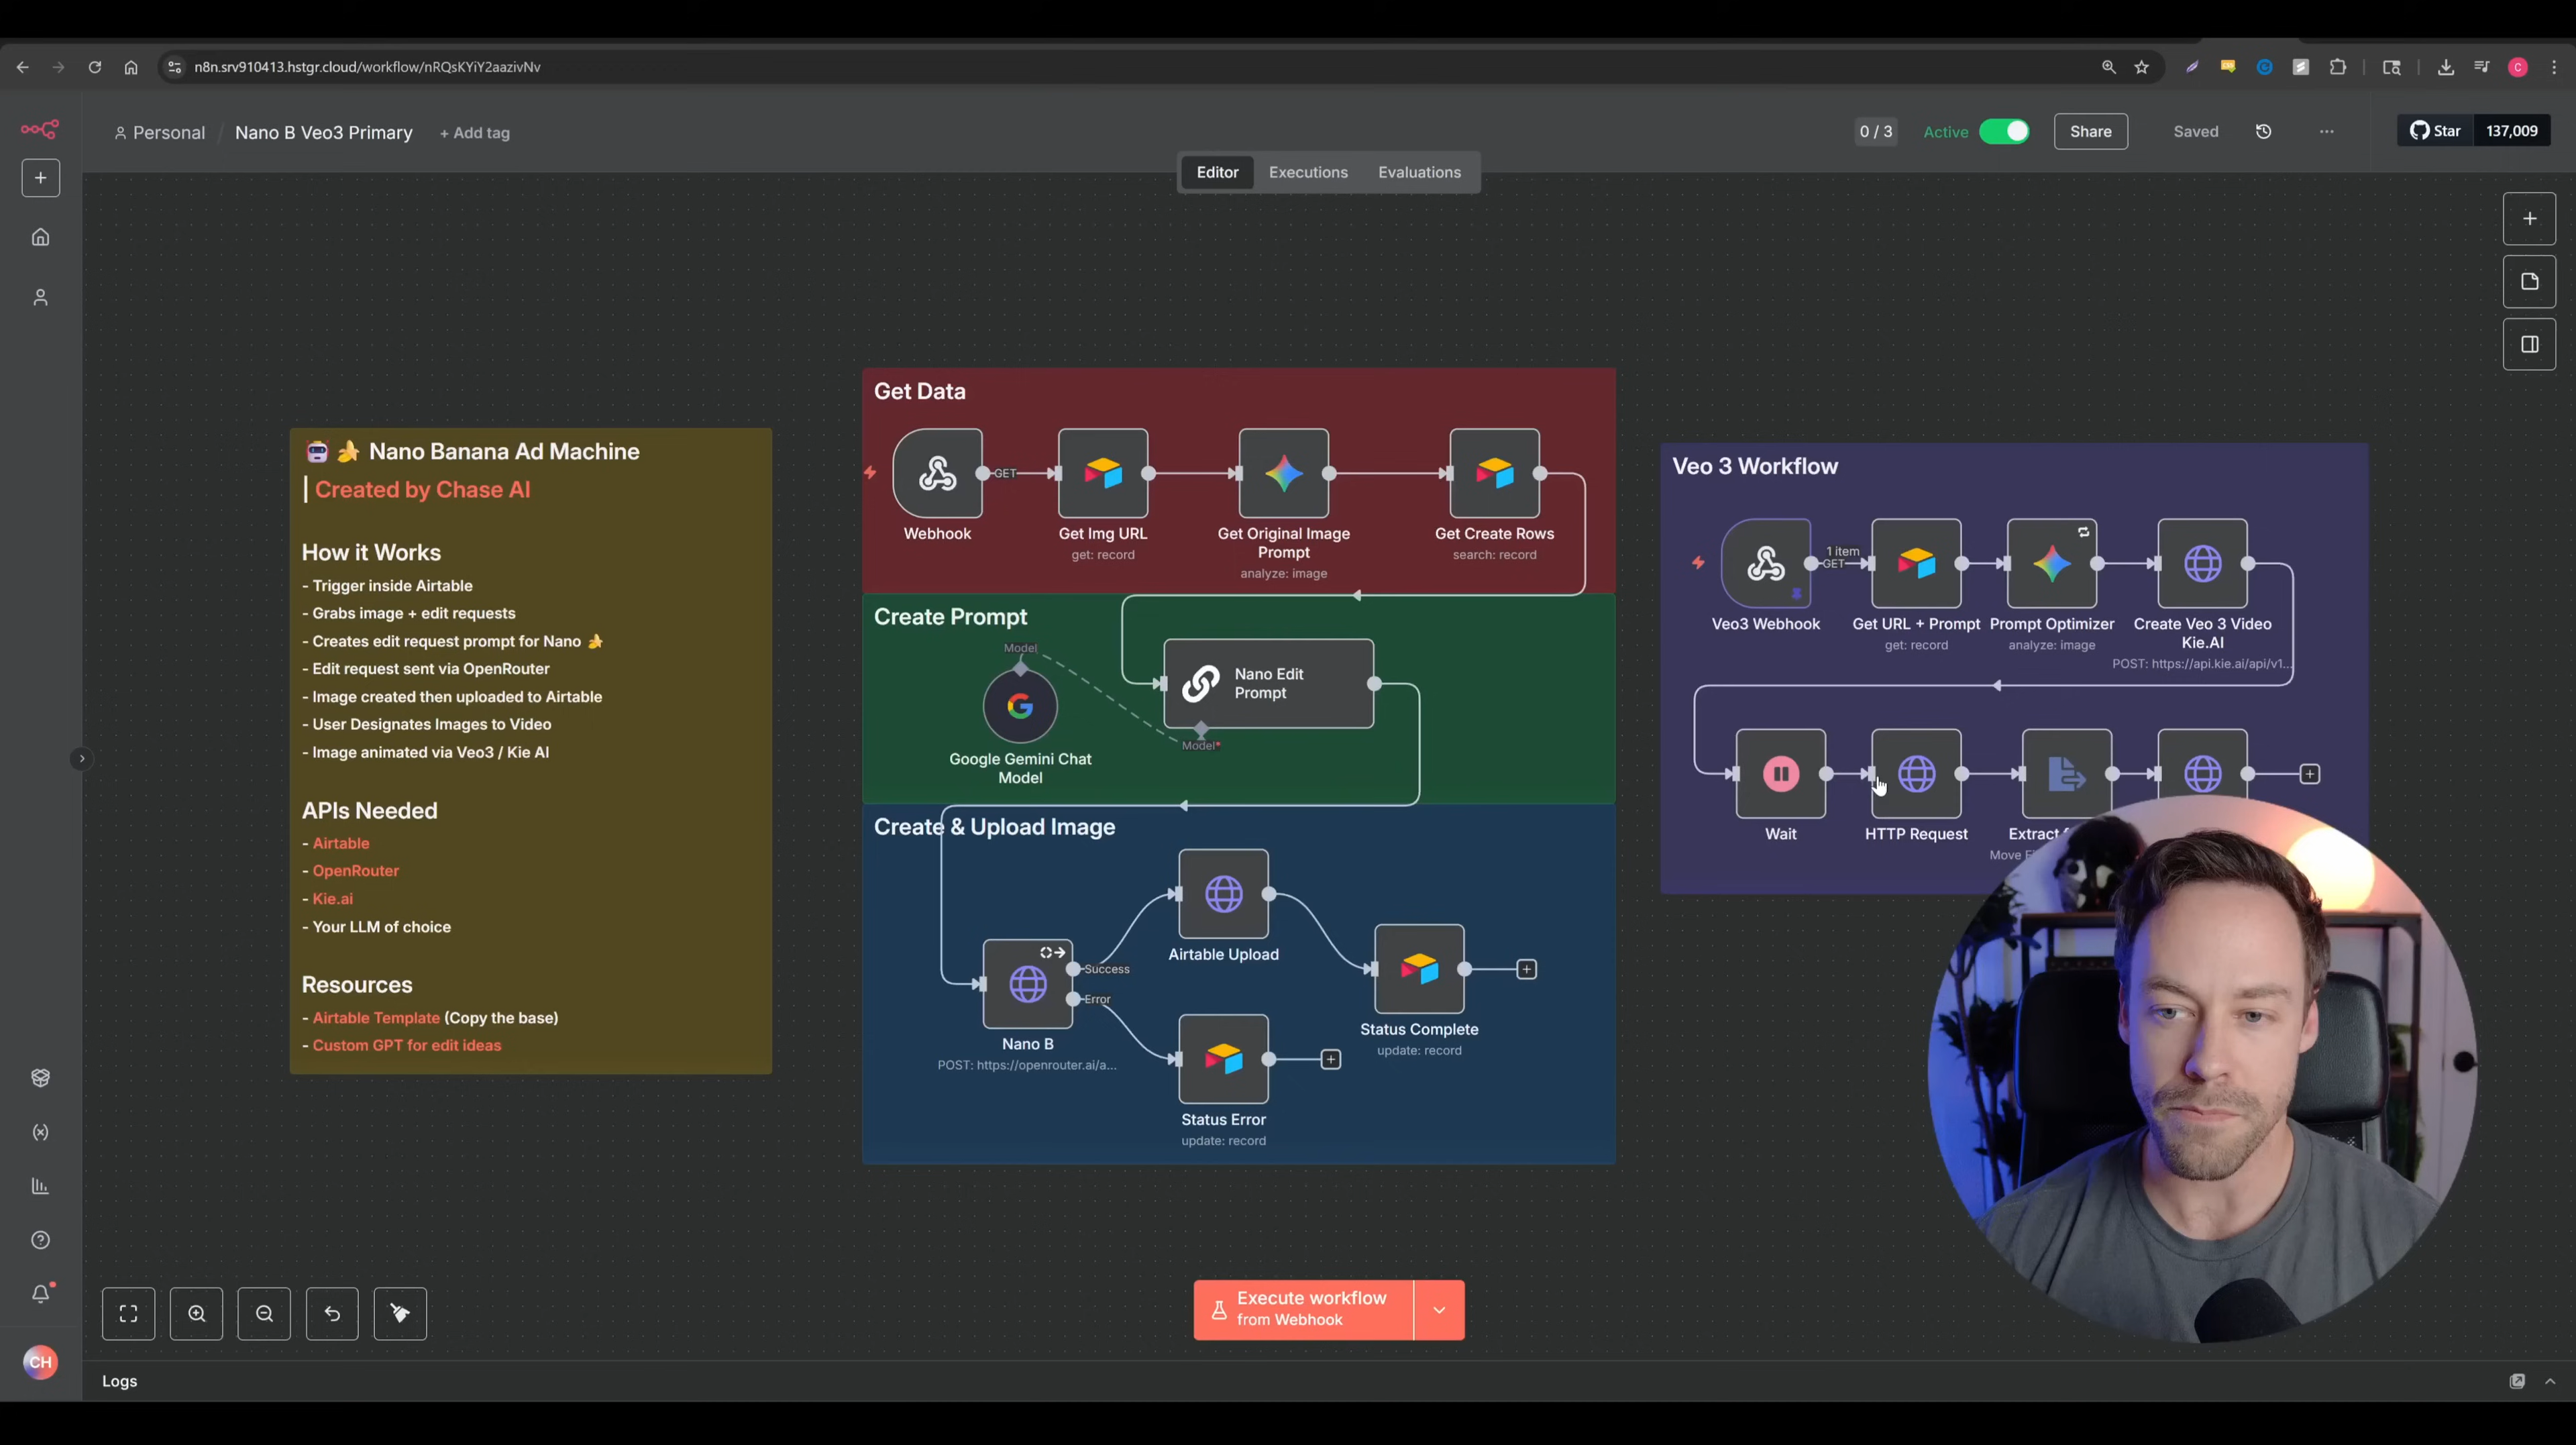 n8n.srv910413.hstgr.cloud/workflow/nRQsKYiY2aazivNv
C
Personal / Nano B Veo3 Primary + Add tag
0 / 3 Active Share Saved Star 137,009
Editor Executions Evaluations
🤖 🍌 Nano Banana Ad Machine
Created by Chase AI
How it Works
- Trigger inside Airtable
- Grabs image + edit requests
- Creates edit request prompt for Nano 🍌
- Edit request sent via OpenRouter
- Image created then uploaded to Airtable
- User Designates Images to Video
- Image animated via Veo3 / Kie AI
APIs Needed
- Airtable
- OpenRouter
- Kie.ai
- Your LLM of choice
Resources
- Airtable Template (Copy the base)
- Custom GPT for edit ideas
Get Data
GET
Webhook
Get Img URL
get: record
Get Original Image
Prompt
analyze: image
Get Create Rows
search: record
Create Prompt
Model
Nano Edit
Prompt
Model*
Google Gemini Chat
Model
Create & Upload Image
Airtable Upload
Success
Error
Nano B
POST: https://openrouter.ai/a...
Status Complete
update: record
Status Error
update: record
Veo 3 Workflow
1 item
GET
Veo3 Webhook
Get URL + Prompt
get: record
Prompt Optimizer
analyze: image
Create Veo 3 Video
Kie.AI
POST: https://api.kie.ai/api/v1...
Wait
HTTP Request
Extract
Move
Execute workflow
from Webhook
CH
Logs